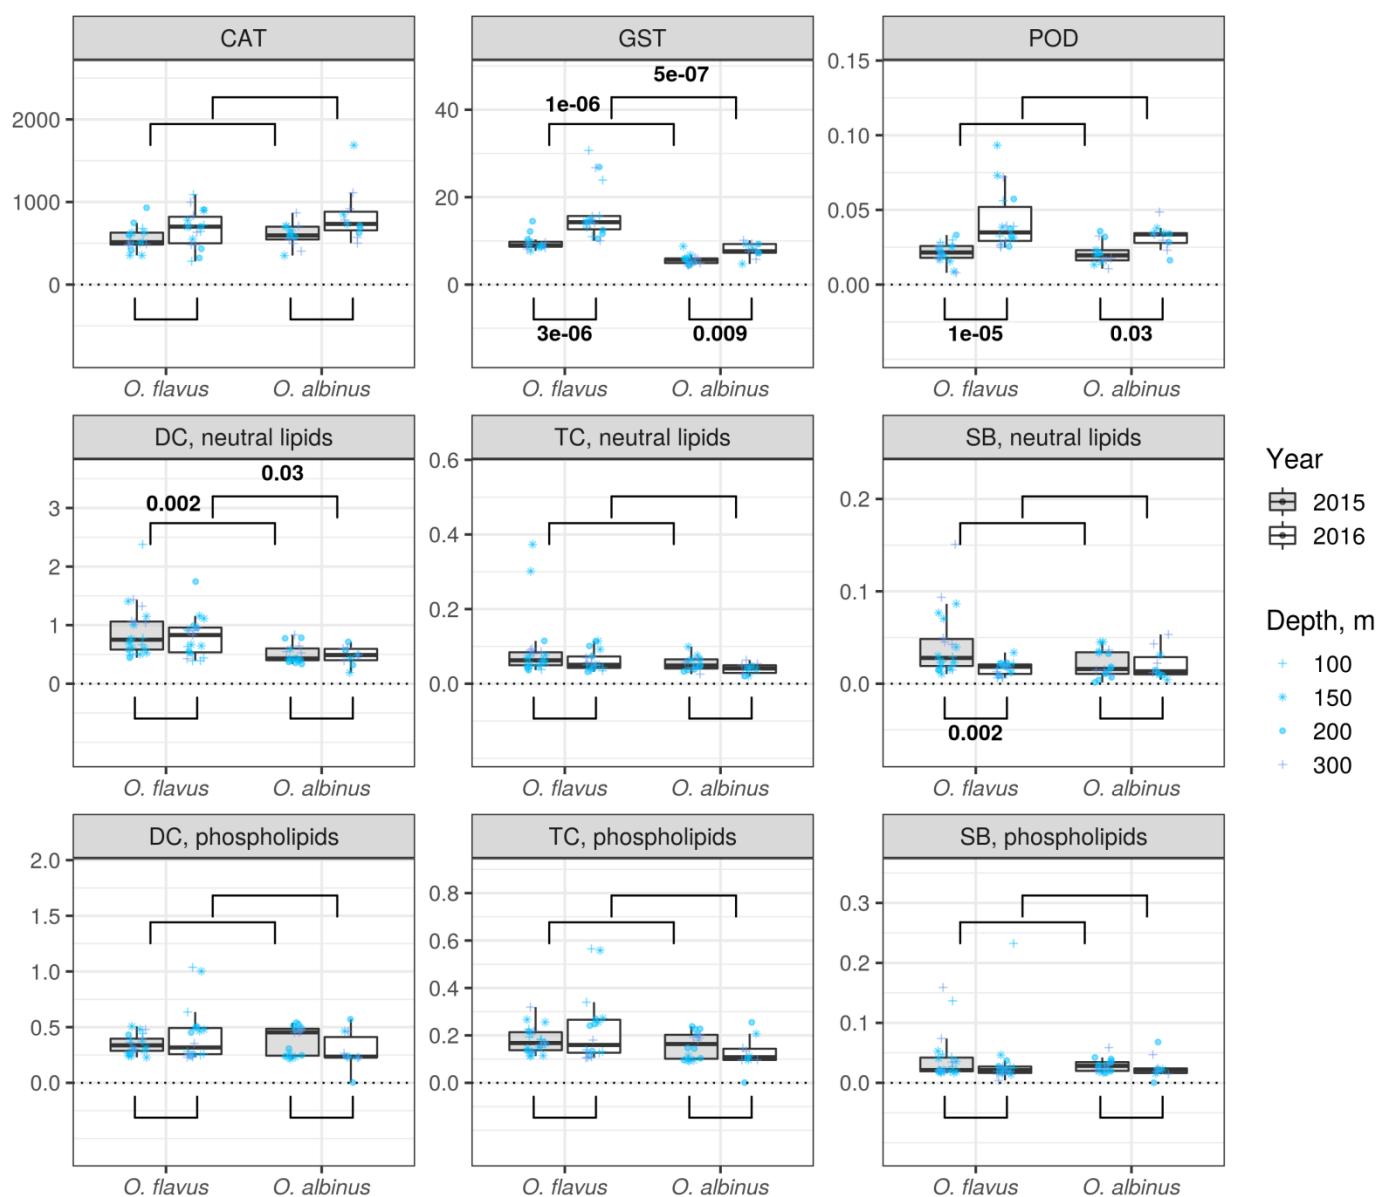 CAT
GST
POD
2000
1000
0
5e-07
1e-06
40
20
0
3e-06
0.009
0.15
0.10
0.05
0.00
1e-05
0.03
O. flavus
O. albinus
O. flavus
O. albinus
O. flavus
O. albinus
DC, neutral lipids
TC, neutral lipids
SB, neutral lipids
0.03
0.002
3
2
1
0
0.6
0.4
0.2
0.0
0.2
0.1
0.0
0.002
O. flavus
O. albinus
O. flavus
O. albinus
O. flavus
O. albinus
DC, phospholipids
TC, phospholipids
SB, phospholipids
2.0
1.5
1.0
0.5
0.0
0.8
0.6
0.4
0.2
0.0
0.3
0.2
0.1
0.0
O. flavus
O. albinus
O. flavus
O. albinus
O. flavus
O. albinus
Year
2015
2016
Depth, m
100
150
200
300